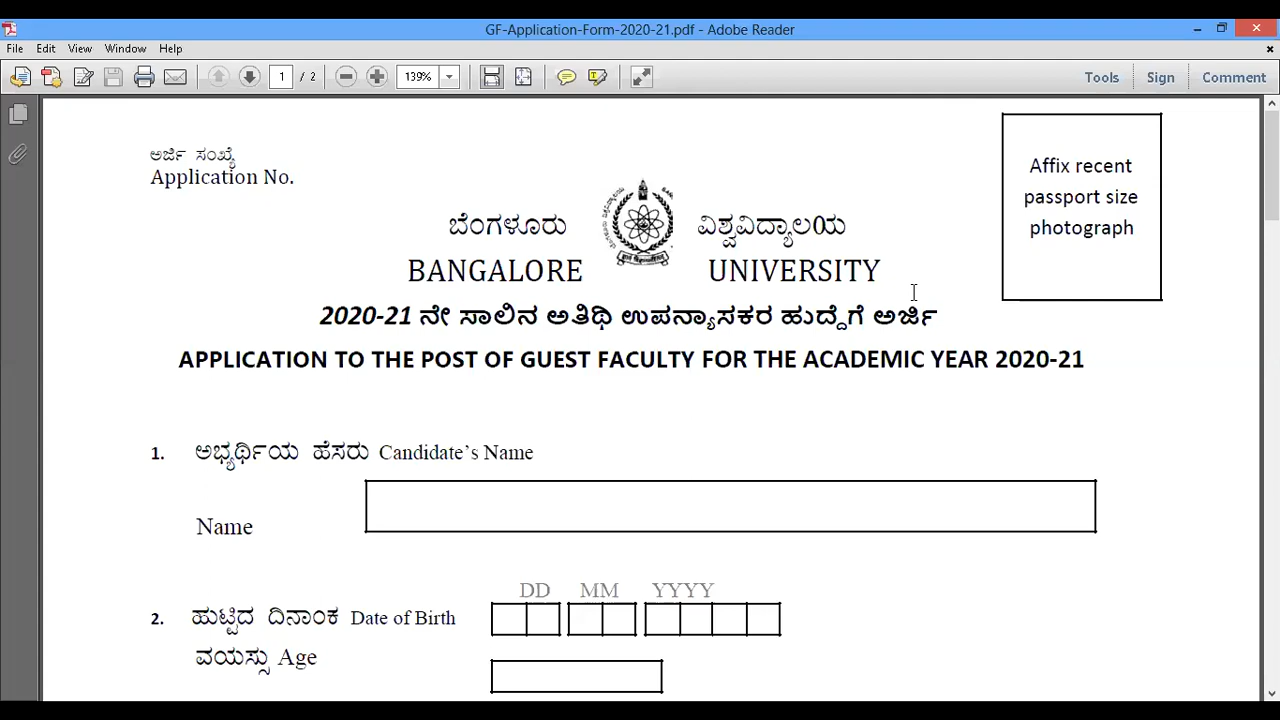 GF-Application-Form-2020-21.pdf - Adobe Reader
File Edit View Window Help
1 / 2 139% Tools Sign Comment
ಅರ್ಜಿ ಸಂಖ್ಯೆ
Application No.
Affix recent
passport size
photograph
ಬೆಂಗಳೂರು ವಿಶ್ವವಿದ್ಯಾಲ0ಯ
BANGALORE UNIVERSITY
2020-21 ನೇ ಸಾಲಿನ ಅತಿಥಿ ಉಪನ್ಯಾಸಕರ ಹುದ್ದೆಗೆ ಅರ್ಜಿ
APPLICATION TO THE POST OF GUEST FACULTY FOR THE ACADEMIC YEAR 2020-21
1. ಅಭ್ಯರ್ಥಿಯ ಹೆಸರು Candidate’s Name
Name
DD MM YYYY
2. ಹುಟ್ಟಿದ ದಿನಾಂಕ Date of Birth
ವಯಸ್ಸು Age